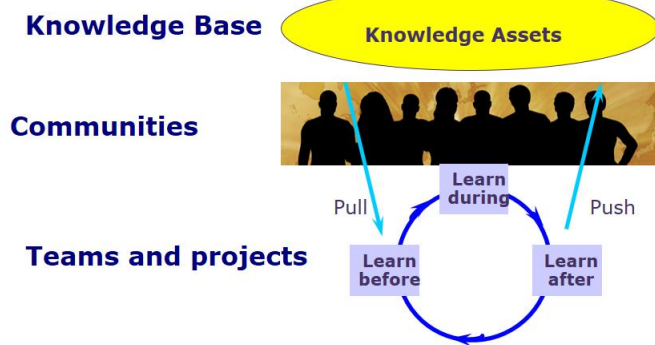 Knowledge Base
Knowledge Assets
Communities
Learn
during
Pull
Push
Teams and projects
Learn
before
Learn
after